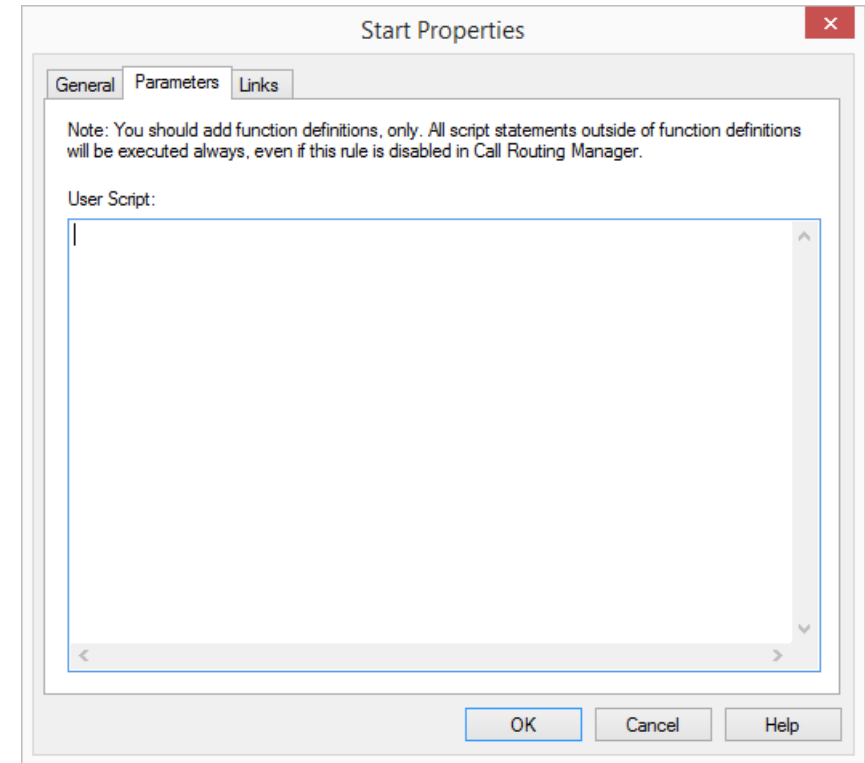 Start Properties
General Parameters Links
Note: You should add function definitions, only. All script statements outside of function definitions
will be executed always, even if this rule is disabled in Call Routing Manager.
User Script:
OK Cancel Help